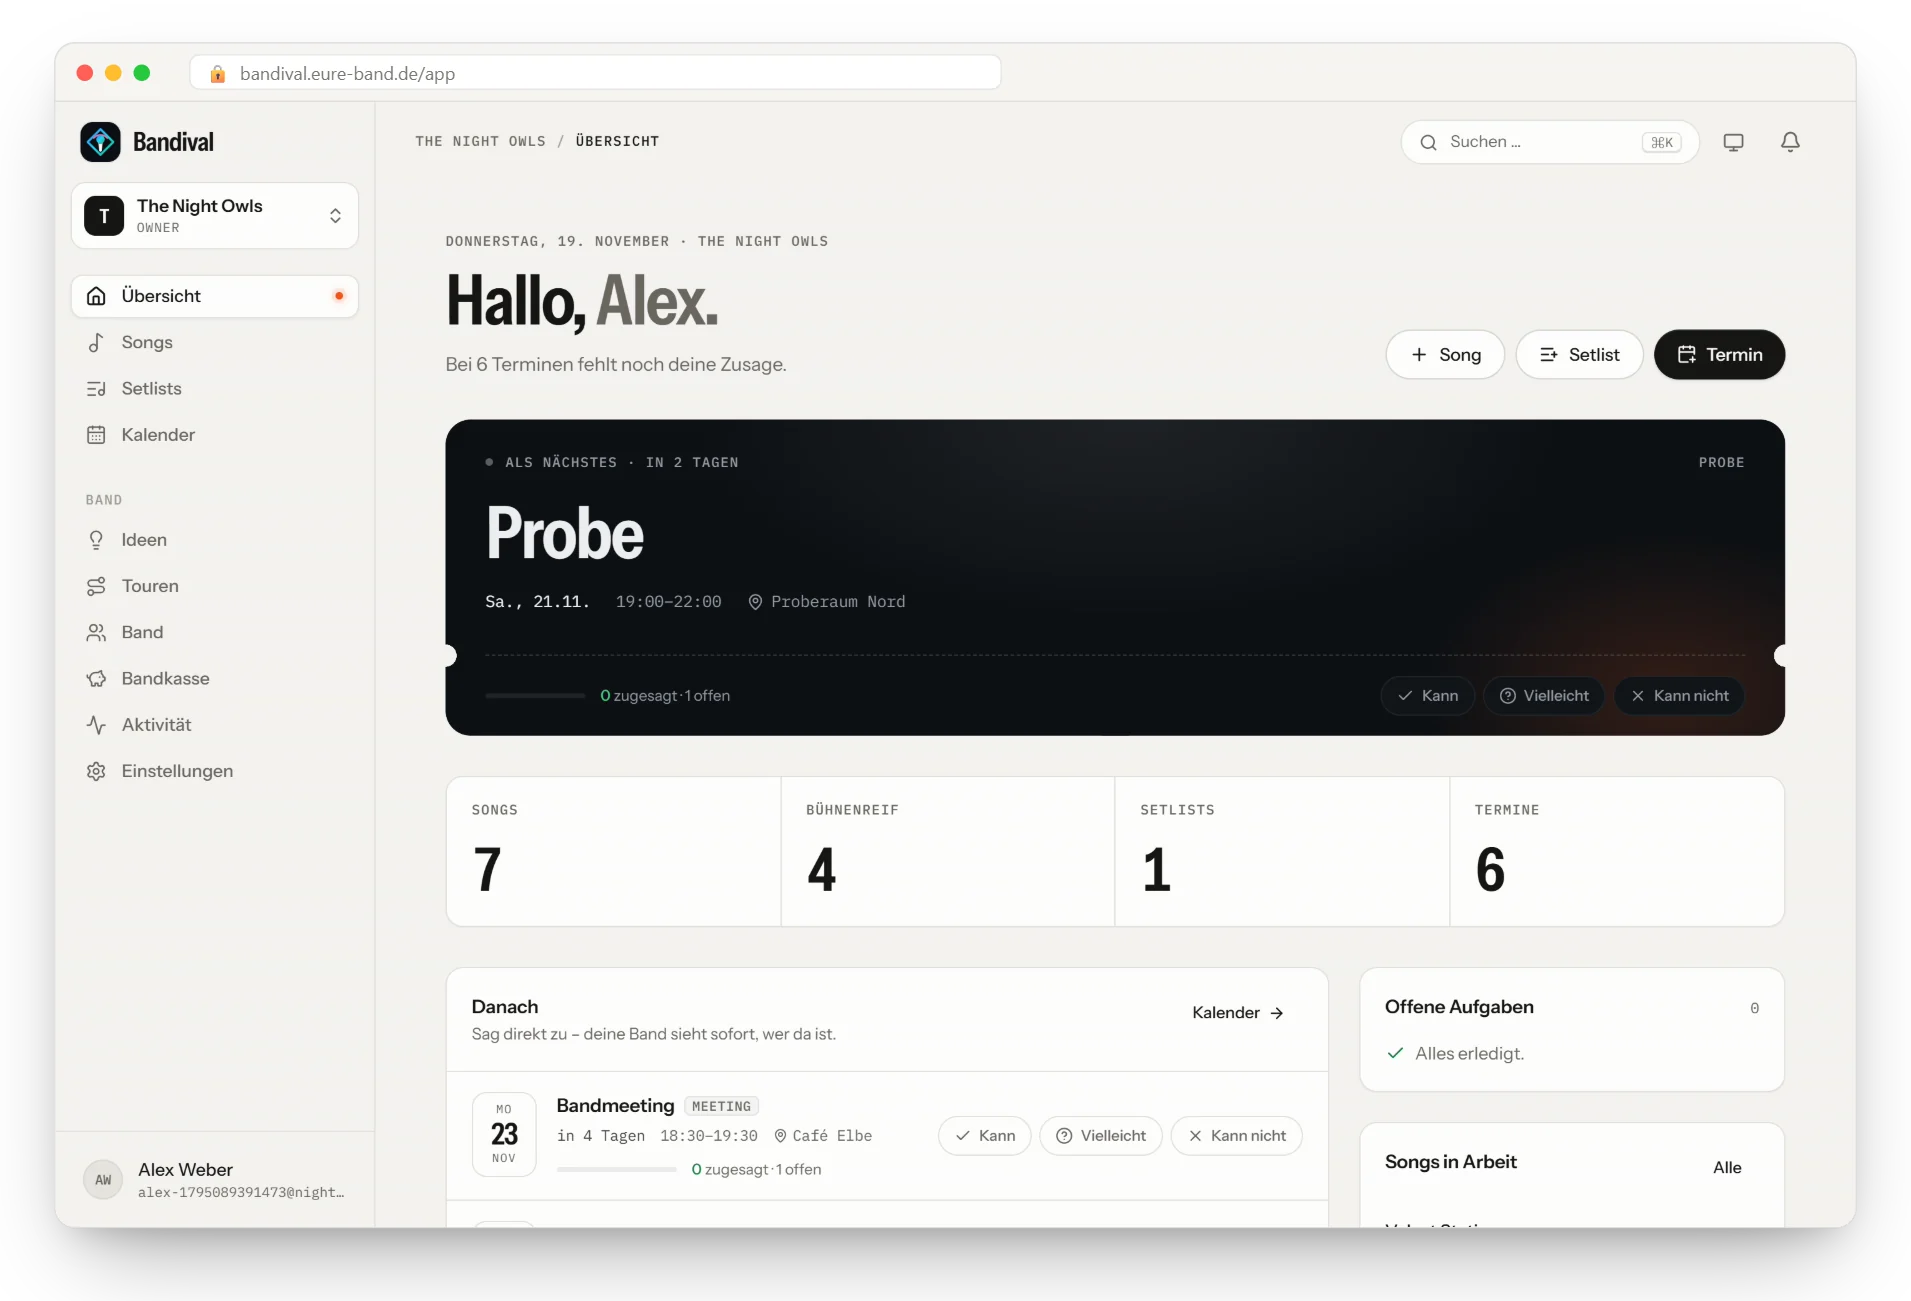 bandival.eure-band.de/app
Bandival
THE NIGHT OWLS / ÜBERSICHT
Suchen …
⌘K
T
The Night Owls
OWNER
Übersicht
Songs
Setlists
Kalender
BAND
Ideen
Touren
Band
Bandkasse
Aktivität
Einstellungen
AW
Alex Weber
alex-1795089391473@night…
DONNERSTAG, 19. NOVEMBER · THE NIGHT OWLS
Hallo, Alex.
Bei 6 Terminen fehlt noch deine Zusage.
Song
Setlist
Termin
ALS NÄCHSTES · IN 2 TAGEN
PROBE
Probe
Sa., 21.11. 19:00–22:00 Proberaum Nord
0 zugesagt · 1 offen
Kann
Vielleicht
Kann nicht
SONGS
7
BÜHNENREIF
4
SETLISTS
1
TERMINE
6
Danach
Sag direkt zu – deine Band sieht sofort, wer da ist.
Kalender →
MO
23
NOV
Bandmeeting MEETING
in 4 Tagen 18:30–19:30 Café Elbe
0 zugesagt · 1 offen
Kann
Vielleicht
Kann nicht
Offene Aufgaben
0
Alles erledigt.
Songs in Arbeit
Alle